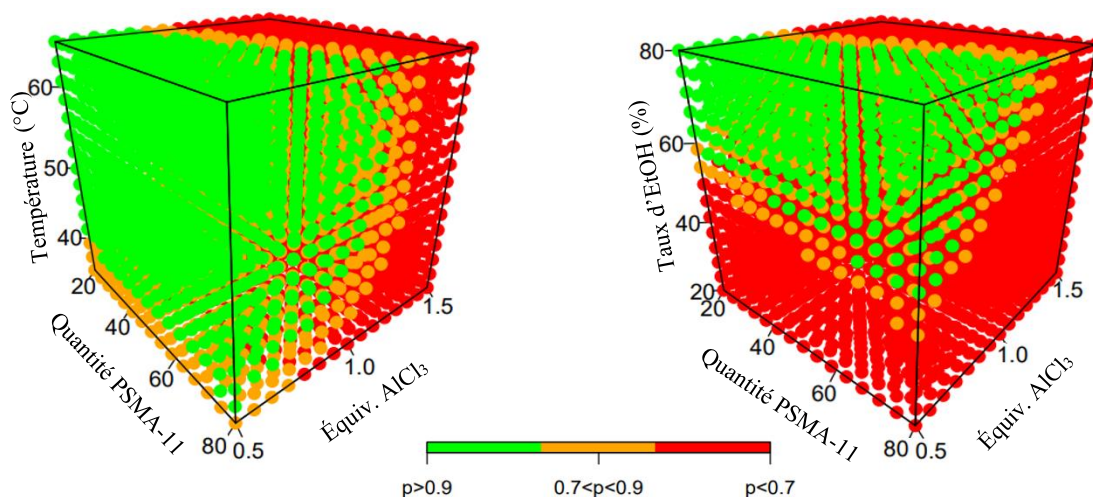 Température (°C)
60
50
40
20
40
60
80
Quantité PSMA-11
0.5
1.0
1.5
Équiv. AlCl₃
Taux d'EtOH (%)
80
60
40
20
20
40
60
80
Quantité PSMA-11
0.5
1.0
1.5
Équiv. AlCl₃
p>0.9
0.7<p<0.9
p<0.7